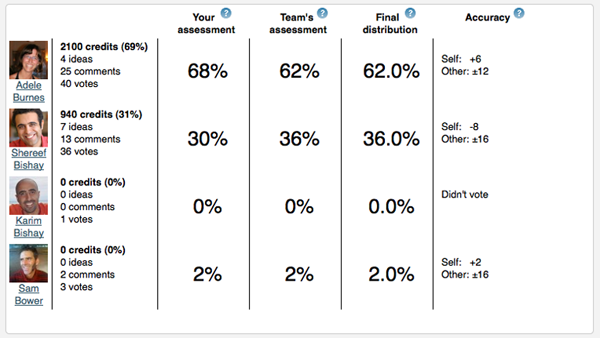 Your assessment ?
Team's assessment ?
Final distribution ?
Accuracy ?
Adele Burnes
2100 credits (69%)
4 ideas
25 comments
40 votes
68%
62%
62.0%
Self: +6
Other: ±12
Shereef Bishay
940 credits (31%)
7 ideas
13 comments
36 votes
30%
36%
36.0%
Self: -8
Other: ±16
Karim Bishay
0 credits (0%)
0 ideas
0 comments
1 votes
0%
0%
0.0%
Didn't vote
Sam Bower
0 credits (0%)
0 ideas
2 comments
3 votes
2%
2%
2.0%
Self: +2
Other: ±16